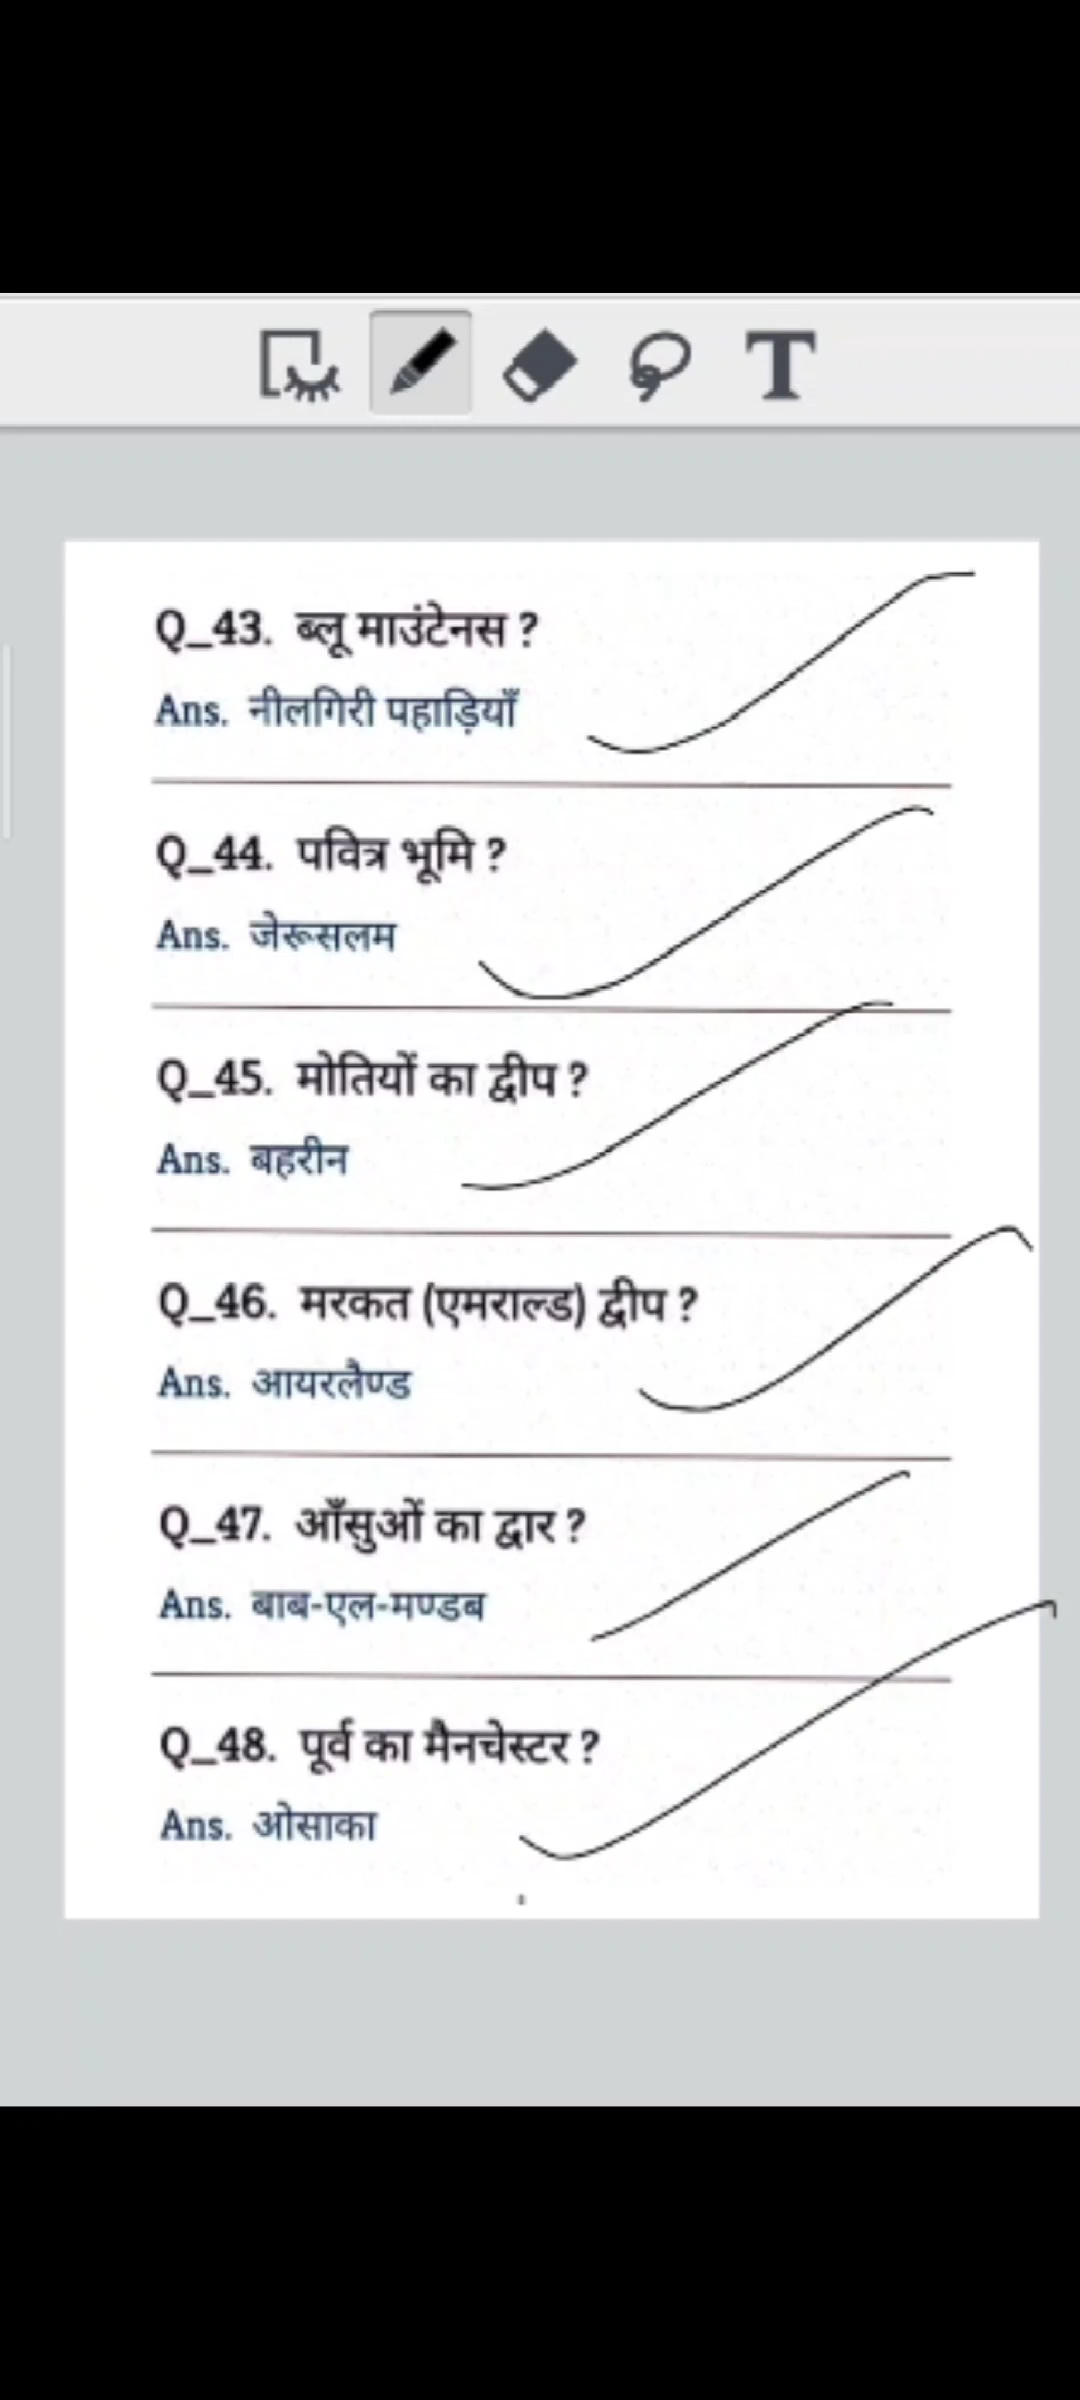 T
Q_43. ब्लू माउंटेनस ?
Ans. नीलगिरी पहाड़ियाँ
Q_44. पवित्र भूमि ?
Ans. जेरूसलम
Q_45. मोतियों का द्वीप ?
Ans. बहरीन
Q_46. मरकत (एमराल्ड) द्वीप ?
Ans. आयरलैण्ड
Q_47. आँसुओं का द्वार ?
Ans. बाब-एल-मण्डब
Q_48. पूर्व का मैनचेस्टर ?
Ans. ओसाका